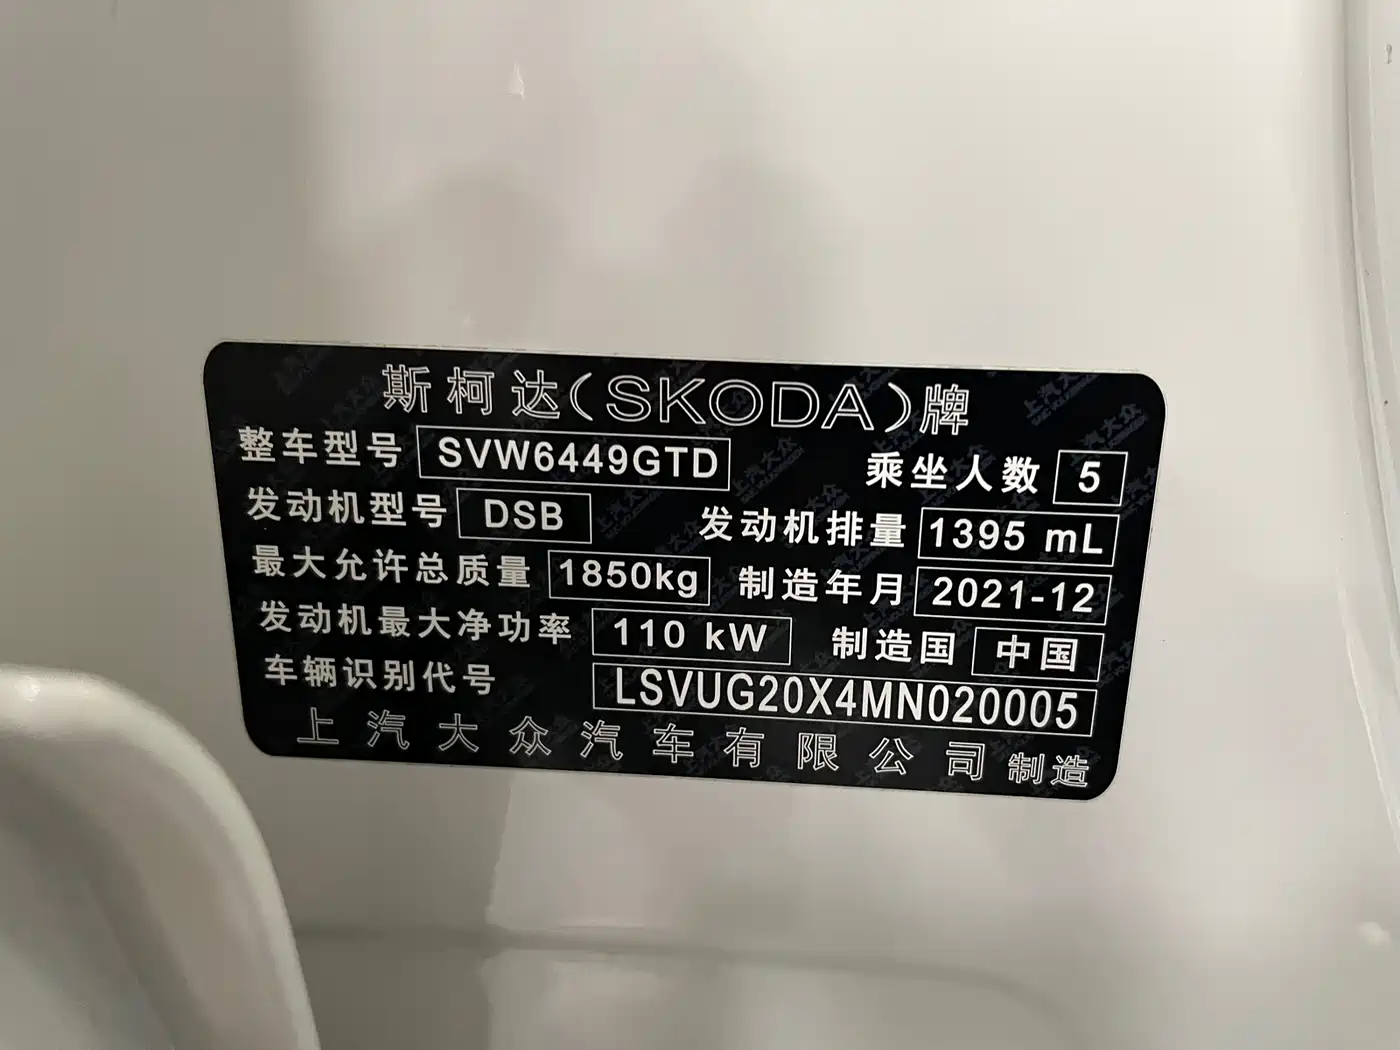 斯柯达(SKODA)牌
整车型号 SVW6449GTD 乘坐人数 5
发动机型号 DSB 发动机排量 1395 mL
最大允许总质量 1850kg 制造年月 2021-12
发动机最大净功率 110 kW 制造国 中国
车辆识别代号 LSVUG20X4MN020005
上汽大众汽车有限公司 制造